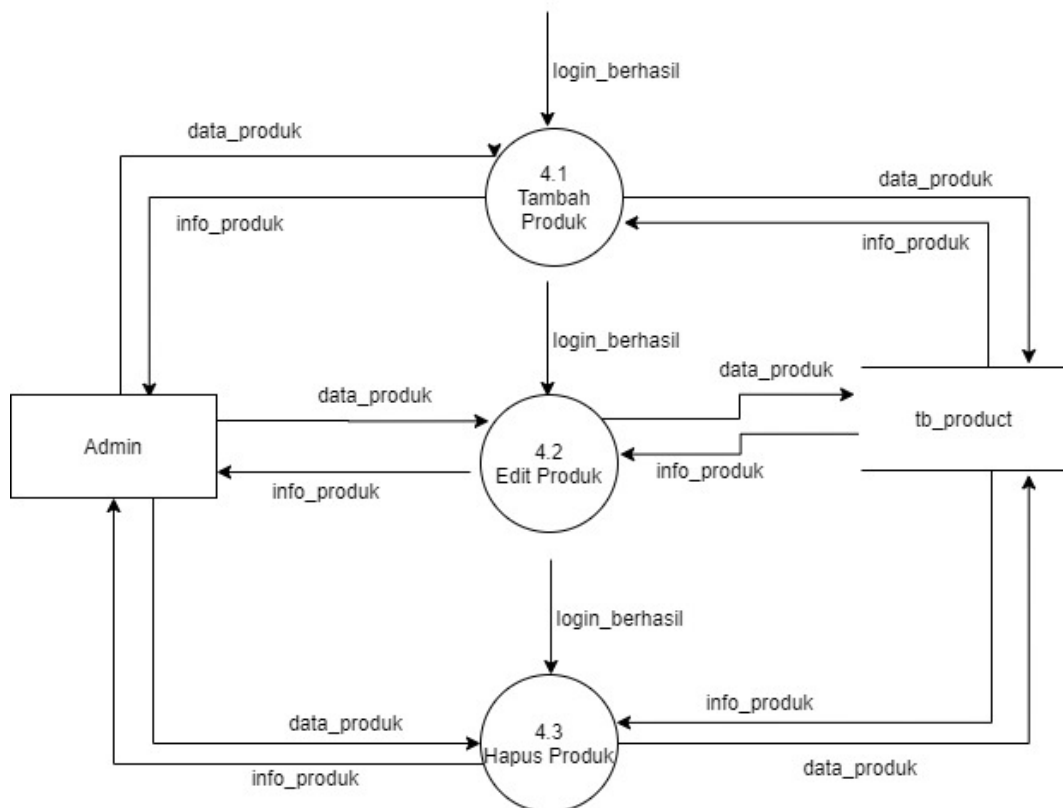 login_berhasil
data_produk
4.1
Tambah
Produk
data_produk
info_produk
info_produk
login_berhasil
data_produk
data_produk
Admin
4.2
Edit Produk
tb_product
info_produk
info_produk
login_berhasil
4.3
Hapus Produk
info_produk
data_produk
info_produk
data_produk